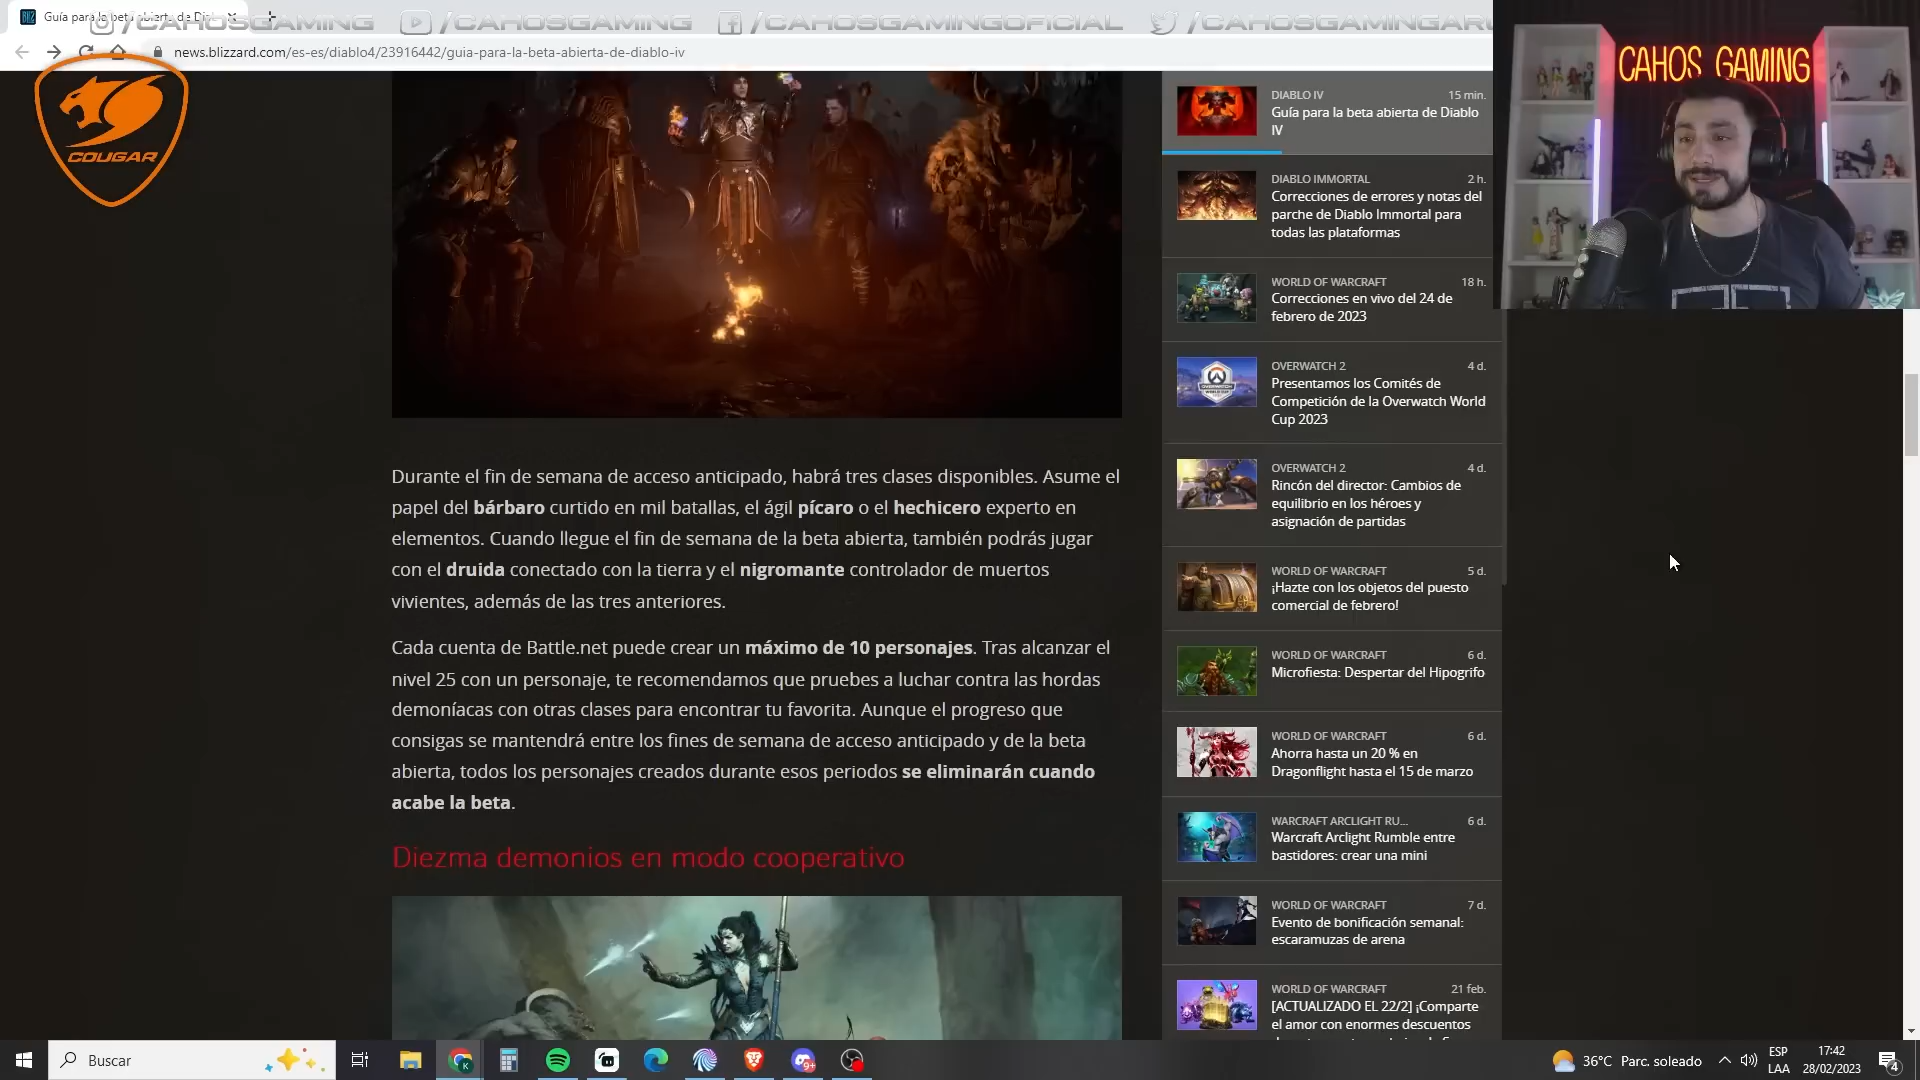 Guía para la beta abierta de Diabl
/CAHOSGAMING
/CAHOSGAMING
/CAHOSGAMINGOFICIAL
/CAHOSGAMINGARG
news.blizzard.com/es-es/diablo4/23916442/guia-para-la-beta-abierta-de-diablo-iv
COUGAR
CAHOS GAMING
Durante el fin de semana de acceso anticipado, habrá tres clases disponibles. Asume el
papel del bárbaro curtido en mil batallas, el ágil pícaro o el hechicero experto en
elementos. Cuando llegue el fin de semana de la beta abierta, también podrás jugar
con el druida conectado con la tierra y el nigromante controlador de muertos
vivientes, además de las tres anteriores.
Cada cuenta de Battle.net puede crear un máximo de 10 personajes. Tras alcanzar el
nivel 25 con un personaje, te recomendamos que pruebes a luchar contra las hordas
demoníacas con otras clases para encontrar tu favorita. Aunque el progreso que
consigas se mantendrá entre los fines de semana de acceso anticipado y de la beta
abierta, todos los personajes creados durante esos periodos se eliminarán cuando
acabe la beta.
Diezma demonios en modo cooperativo
DIABLO IV 15 min.
Guía para la beta abierta de Diablo
IV
DIABLO IMMORTAL 2 h.
Correcciones de errores y notas del
parche de Diablo Immortal para
todas las plataformas
WORLD OF WARCRAFT 18 h.
Correcciones en vivo del 24 de
febrero de 2023
OVERWATCH 2 4 d.
Presentamos los Comités de
Competición de la Overwatch World
Cup 2023
OVERWATCH 2 4 d.
Rincón del director: Cambios de
equilibrio en los héroes y
asignación de partidas
WORLD OF WARCRAFT 5 d.
¡Hazte con los objetos del puesto
comercial de febrero!
WORLD OF WARCRAFT 6 d.
Microfiesta: Despertar del Hipogrifo
WORLD OF WARCRAFT 6 d.
Ahorra hasta un 20 % en
Dragonflight hasta el 15 de marzo
WARCRAFT ARCLIGHT RU... 6 d.
Warcraft Arclight Rumble entre
bastidores: crear una mini
WORLD OF WARCRAFT 7 d.
Evento de bonificación semanal:
escaramuzas de arena
WORLD OF WARCRAFT 21 feb.
[ACTUALIZADO EL 22/2] ¡Comparte
el amor con enormes descuentos
Buscar
9+
36°C Parc. soleado
ESP
LAA
17:42
28/02/2023
4